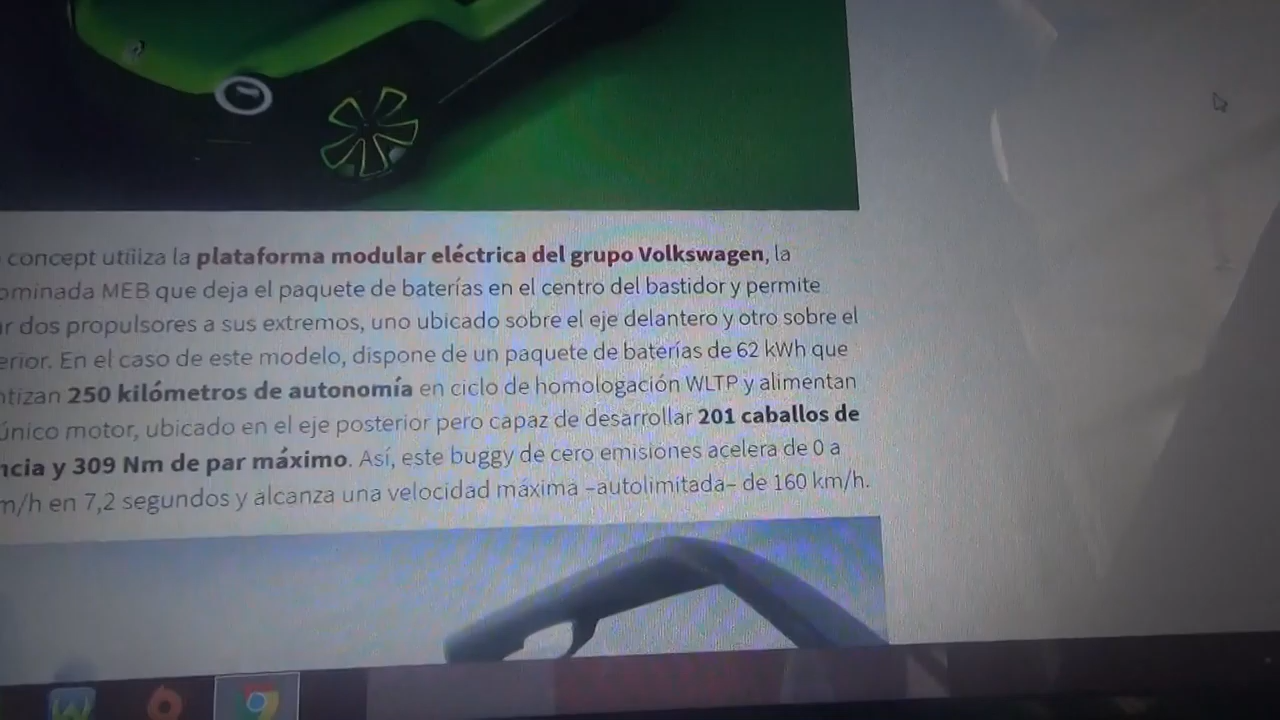 concept utiliza la plataforma modular eléctrica del grupo Volkswagen, la
ominada MEB que deja el paquete de baterías en el centro del bastidor y permite
ar dos propulsores a sus extremos, uno ubicado sobre el eje delantero y otro sobre el
erior. En el caso de este modelo, dispone de un paquete de baterías de 62 kWh que
ntizan 250 kilómetros de autonomía en ciclo de homologación WLTP y alimentan
único motor, ubicado en el eje posterior pero capaz de desarrollar 201 caballos de
ncia y 309 Nm de par máximo. Así, este buggy de cero emisiones acelera de 0 a
m/h en 7,2 segundos y alcanza una velocidad máxima –autolimitada– de 160 km/h.